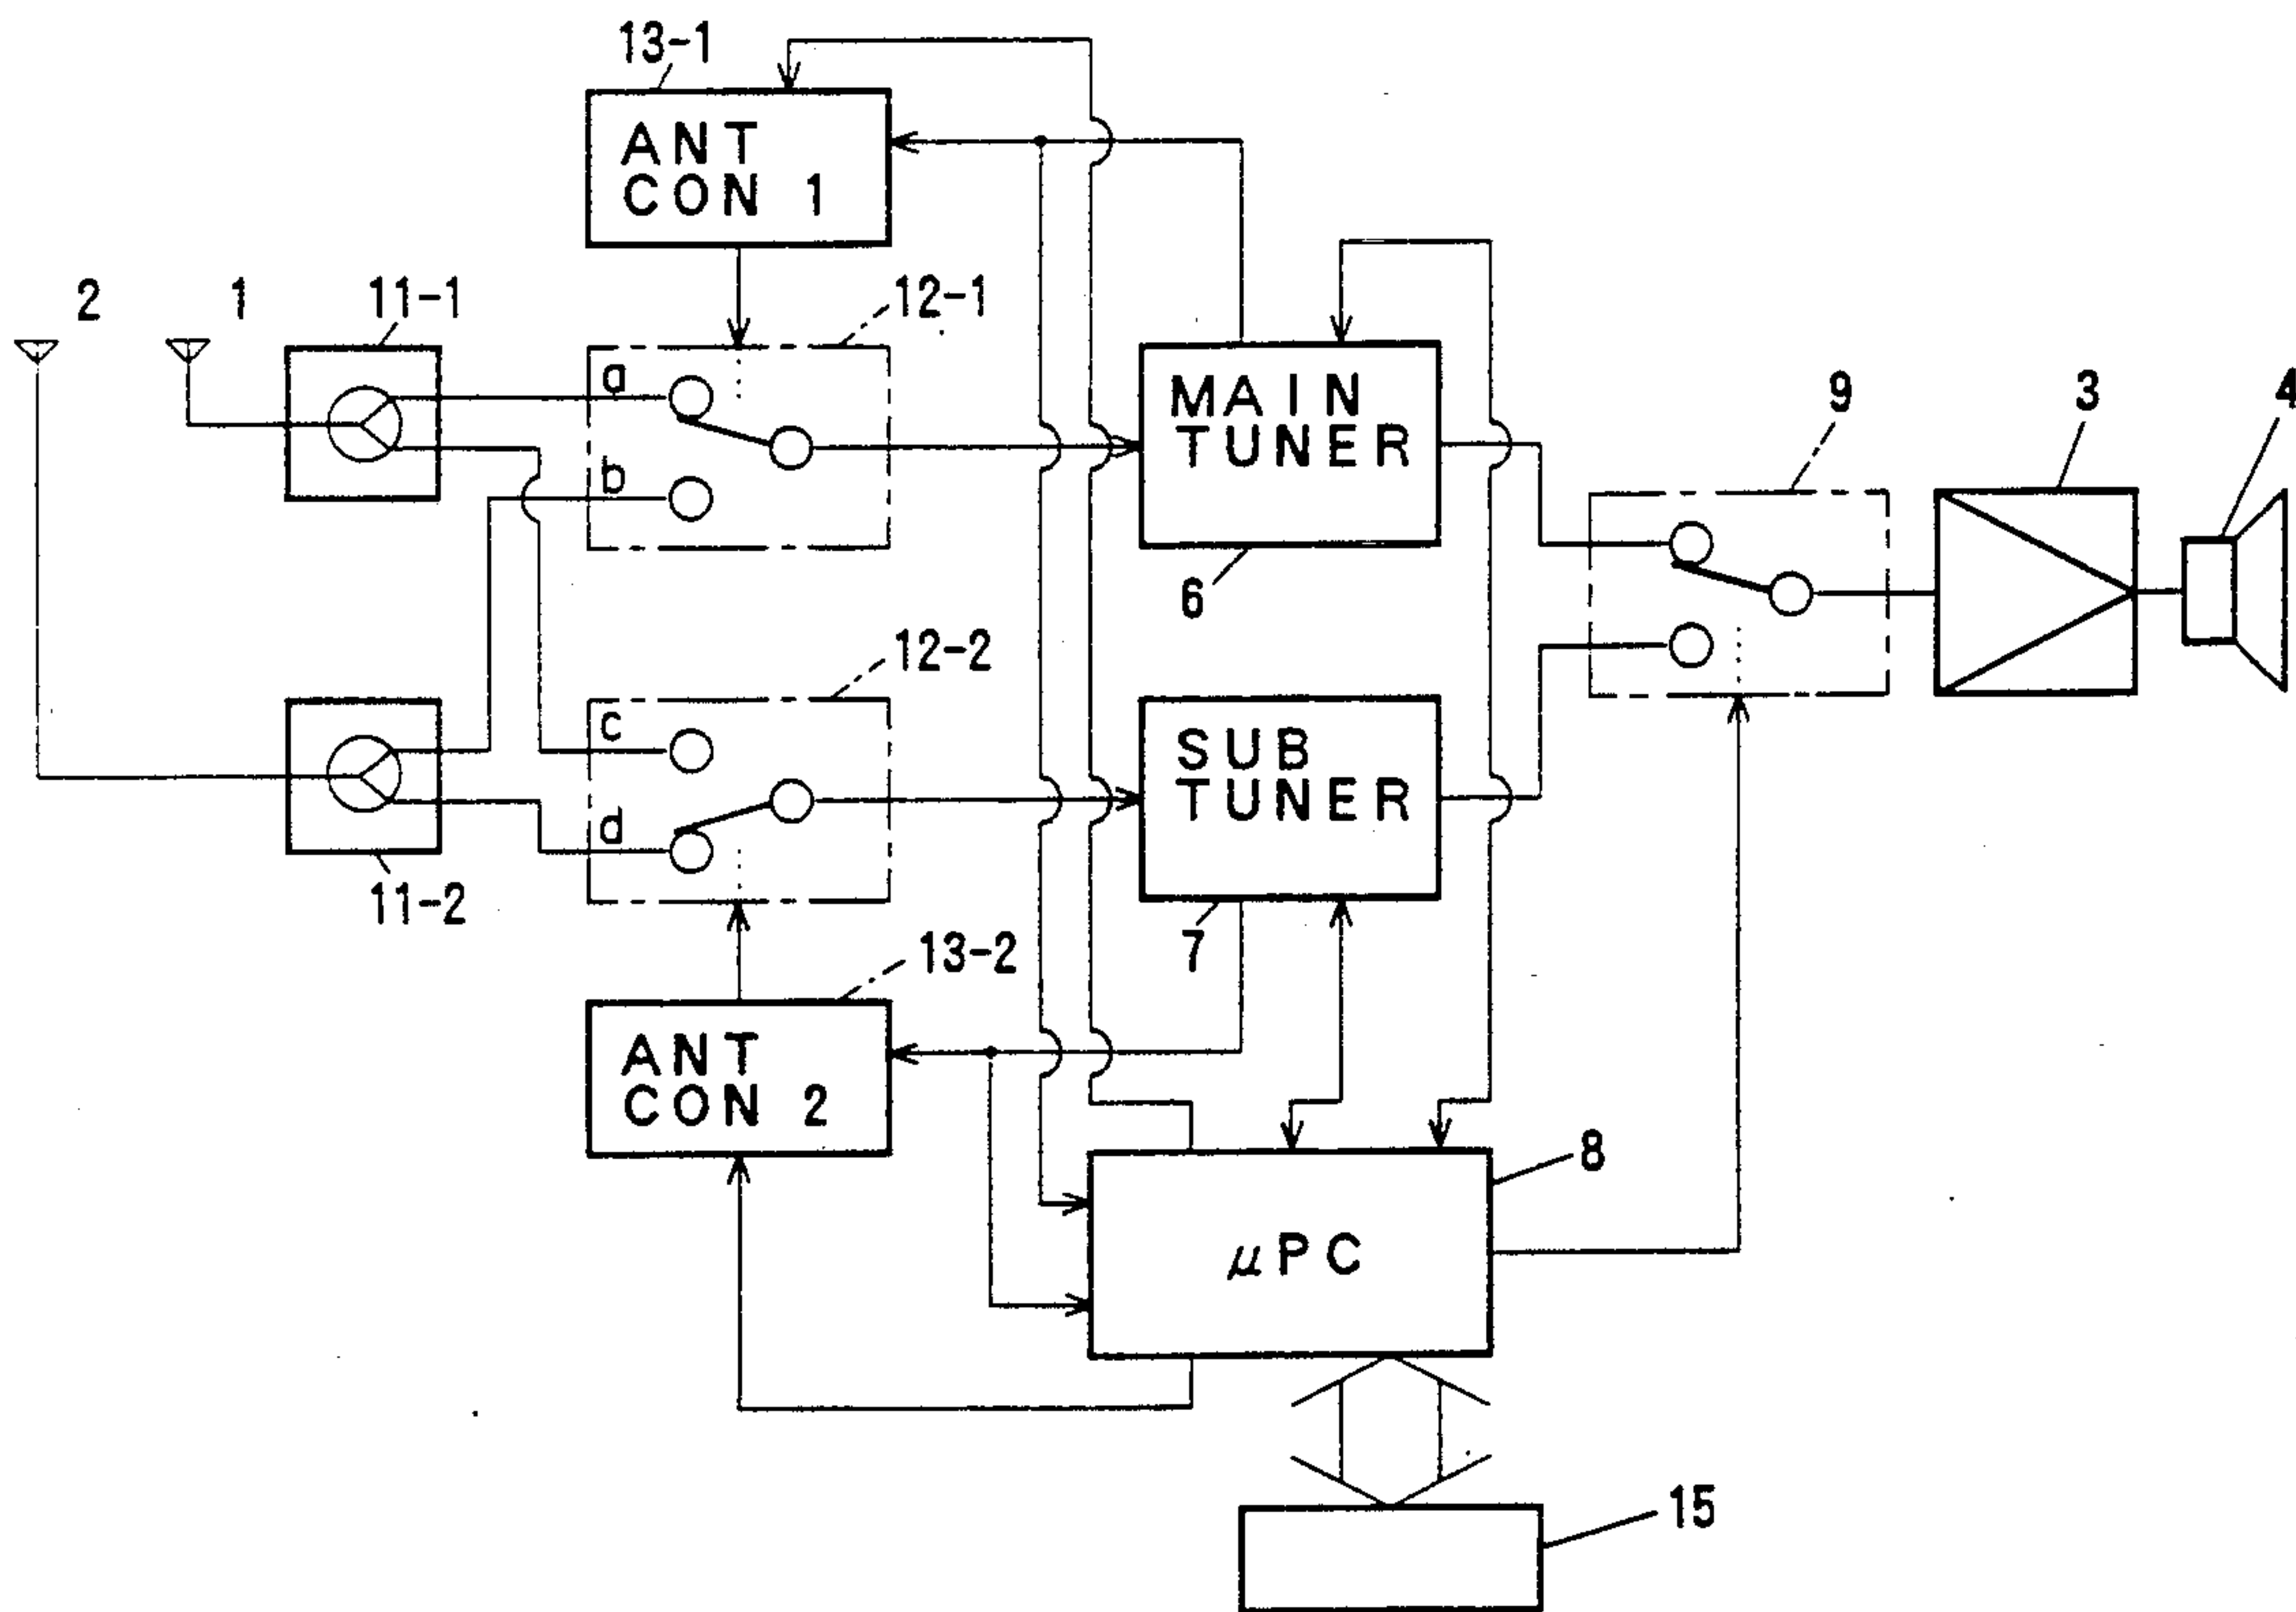 13-1
ANT
CON 1
2
1
11-1
12-1
a
b
MAIN
TUNER
6
9
3
4
12-2
c
d
SUB
TUNER
7
11-2
13-2
ANT
CON 2
8
μPC
15